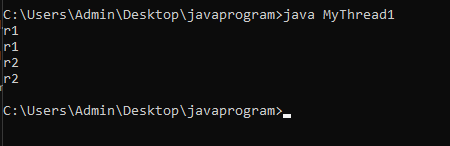 C:\Users\Admin\Desktop\javaprogram>java MyThread1
r1
r1
r2
r2
C:\Users\Admin\Desktop\javaprogram>